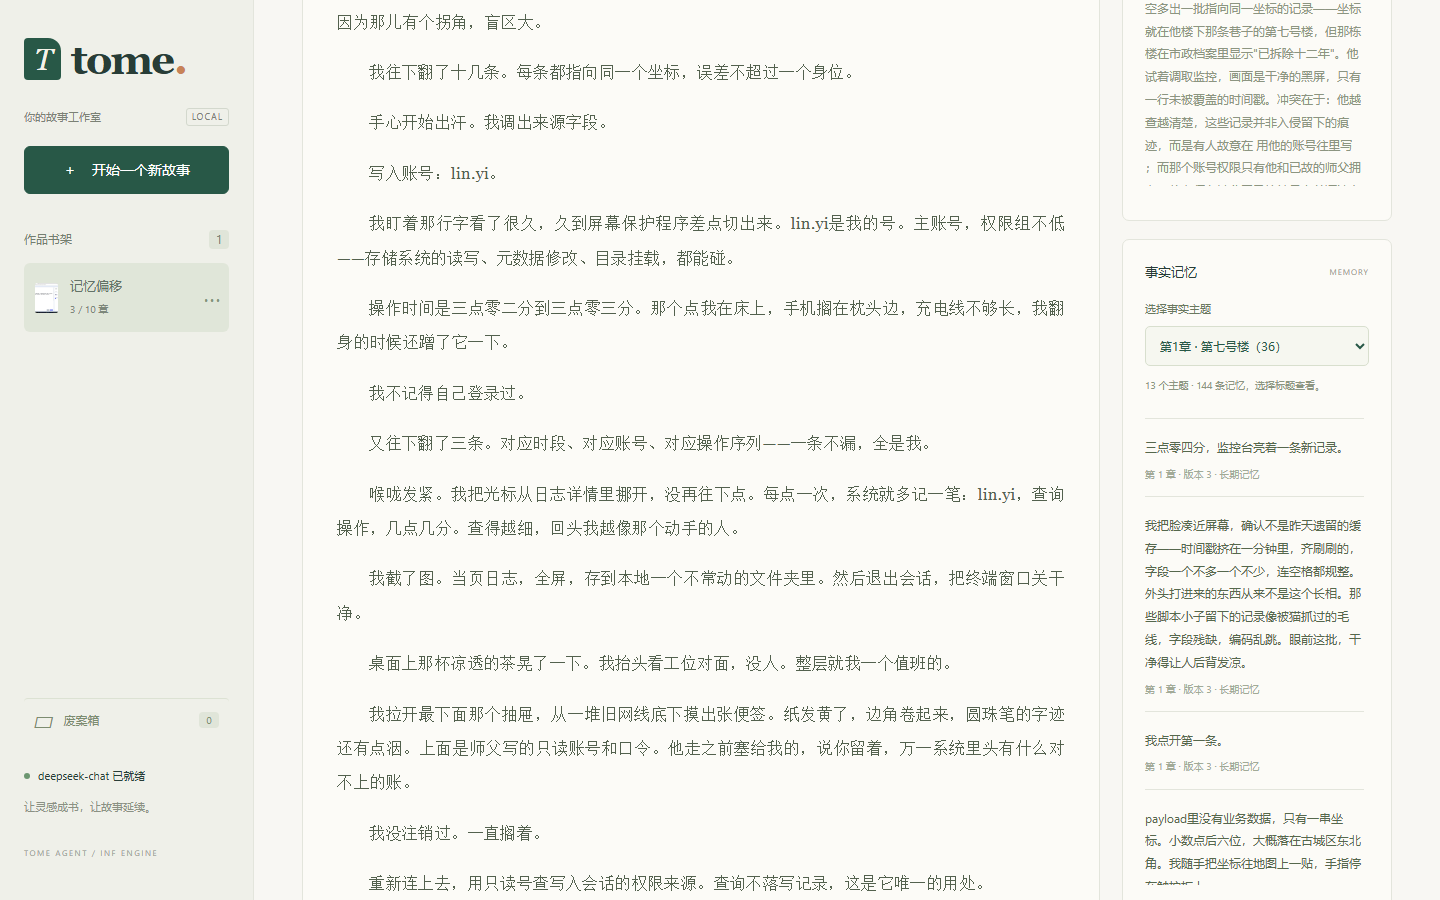 T tome.
你的故事工作室 LOCAL
+ 开始一个新故事
作品书架 1
记忆偏移
3 / 10 章
废案箱 0
deepseek-chat 已就绪
让灵感成书，让故事延续。
TOME AGENT / INF ENGINE
因为那儿有个拐角，盲区大。
我往下翻了十几条。每条都指向同一个坐标，误差不超过一个身位。
手心开始出汗。我调出来源字段。
写入账号：lin.yi。
我盯着那行字看了很久，久到屏幕保护程序差点切出来。lin.yi是我的号。主账号，权限组不低
——存储系统的读写、元数据修改、目录挂载，都能碰。
操作时间是三点零二分到三点零三分。那个点我在床上，手机搁在枕头边，充电线不够长，我翻
身的时候还蹭了它一下。
我不记得自己登录过。
又往下翻了三条。对应时段、对应账号、对应操作序列——一条不漏，全是我。
喉咙发紧。我把光标从日志详情里挪开，没再往下点。每点一次，系统就多记一笔：lin.yi，查询
操作，几点几分。查得越细，回头我越像那个动手的人。
我截了图。当页日志，全屏，存到本地一个不常动的文件夹里。然后退出会话，把终端窗口关干
净。
桌面上那杯凉透的茶晃了一下。我抬头看工位对面，没人。整层就我一个值班的。
我拉开最下面那个抽屉，从一堆旧网线底下摸出张便签。纸发黄了，边角卷起来，圆珠笔的字迹
还有点洇。上面是师父写的只读账号和口令。他走之前塞给我的，说你留着，万一系统里头有什么对
不上的账。
我没注销过。一直搁着。
重新连上去，用只读号查写入会话的权限来源。查询不落写记录，这是它唯一的用处。
空多出一批指向同一坐标的记录——坐标
就在他楼下那条巷子的第七号楼，但那栋
楼在市政档案里显示"已拆除十二年"。他
试着调取监控，画面是干净的黑屏，只有
一行未被覆盖的时间戳。冲突在于：他越
查越清楚，这些记录并非入侵留下的痕
迹，而是有人故意在 用他的账号往里写
；而那个账号权限只有他和已故的师父拥
事实记忆 MEMORY
选择事实主题
第1章 · 第七号楼（36）
13 个主题 · 144 条记忆，选择标题查看。
三点零四分，监控台亮着一条新记录。
第 1 章 · 版本 3 · 长期记忆
我把脸凑近屏幕，确认不是昨天遗留的缓
存——时间戳挤在一分钟里，齐刷刷的，
字段一个不多一个不少，连空格都规整。
外头打进来的东西从来不是这个长相。那
些脚本小子留下的记录像被猫抓过的毛
线，字段残缺，编码乱跳。眼前这批，干
净得让人后背发凉。
第 1 章 · 版本 3 · 长期记忆
我点开第一条。
第 1 章 · 版本 3 · 长期记忆
payload里没有业务数据，只有一串坐
标。小数点后六位，大概落在古城区东北
角。我随手把坐标往地图上一贴，手指停